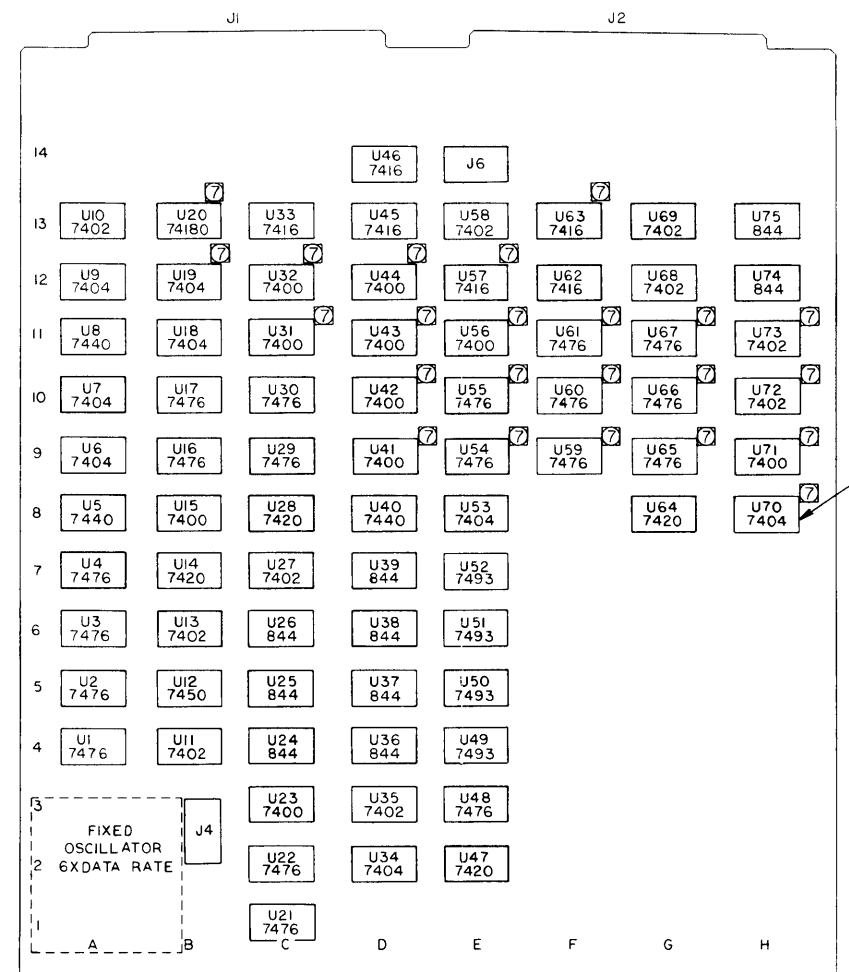 J1 J2
14 U46 7416 J6
7 7
13 U10 7402 U20 74180 U33 7416 U45 7416 U58 7402 U63 7416 U69 7402 U75 844
7 7 7 7
12 U9 7404 U19 7404 U32 7400 U44 7400 U57 7416 U62 7416 U68 7402 U74 844
7 7 7 7 7 7
11 U8 7440 U18 7404 U31 7400 U43 7400 U56 7400 U61 7476 U67 7476 U73 7402
7 7 7 7 7
10 U7 7404 U17 7476 U30 7476 U42 7400 U55 7476 U60 7476 U66 7476 U72 7402
7 7 7 7 7
9 U6 7404 U16 7476 U29 7476 U41 7400 U54 7476 U59 7476 U65 7476 U71 7400
7
8 U5 7440 U15 7400 U28 7420 U40 7440 U53 7404 U64 7420 U70 7404
7 U4 7476 U14 7420 U27 7402 U39 844 U52 7493
6 U3 7476 U13 7402 U26 844 U38 844 U51 7493
5 U2 7476 U12 7450 U25 844 U37 844 U50 7493
4 U1 7476 U11 7402 U24 844 U36 844 U49 7493
3 J4 U23 7400 U35 7402 U48 7476
FIXED
OSCILLATOR
6XDATA RATE
2 U22 7476 U34 7404 U47 7420
1 U21 7476
A B C D E F G H